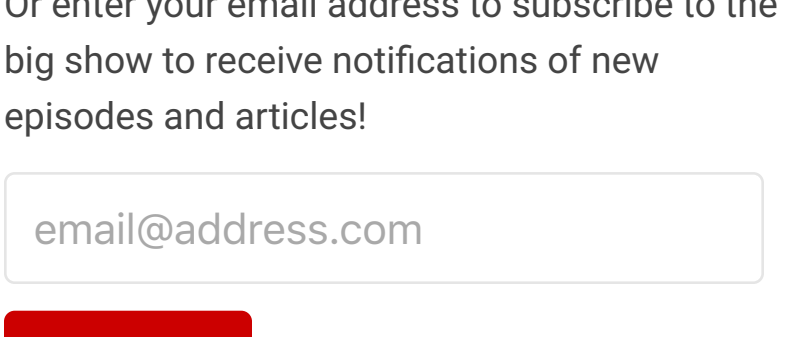 Or enter your email address to subscribe to the
big show to receive notifications of new
episodes and articles!
email@address.com